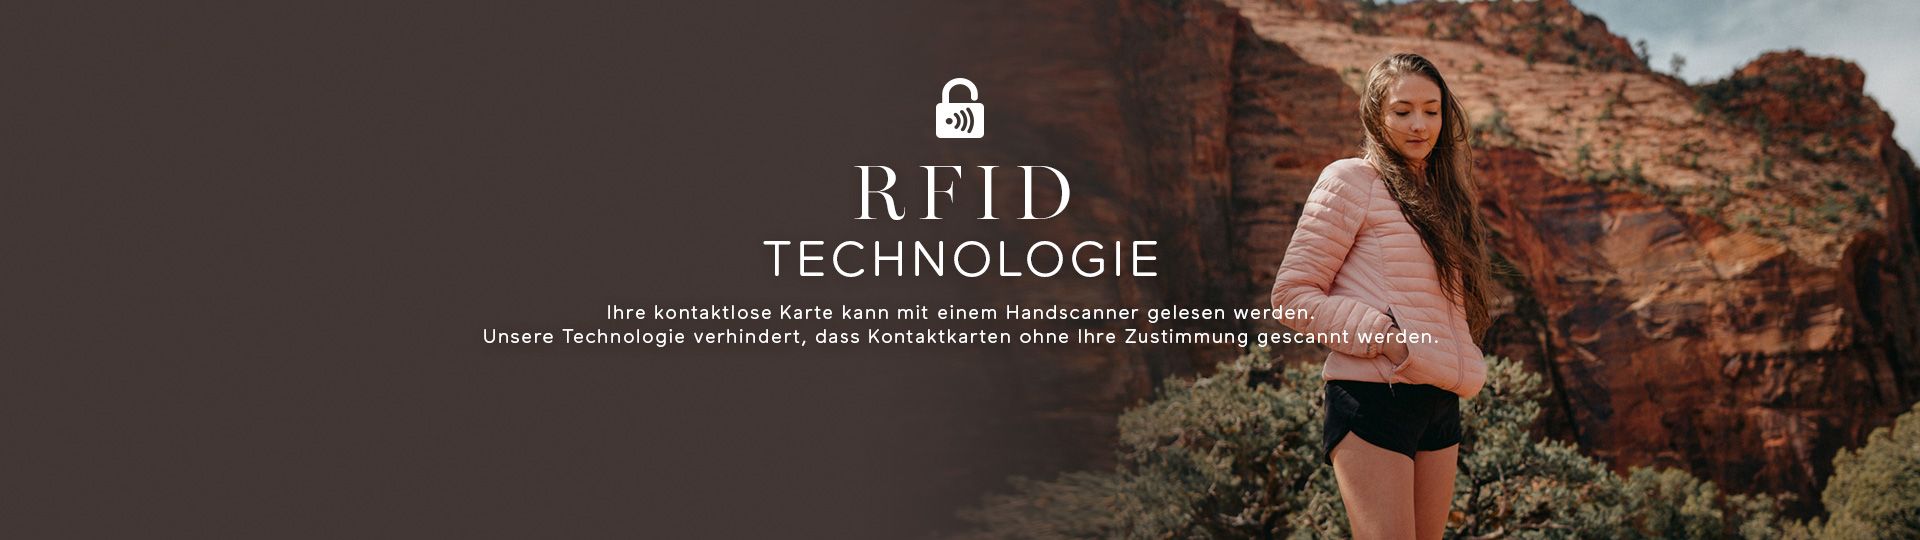 RFID
TECHNOLOGIE
Ihre kontaktlose Karte kann mit einem Handscanner gelesen werden.
Unsere Technologie verhindert, dass Kontaktkarten ohne Ihre Zustimmung gescannt werden.